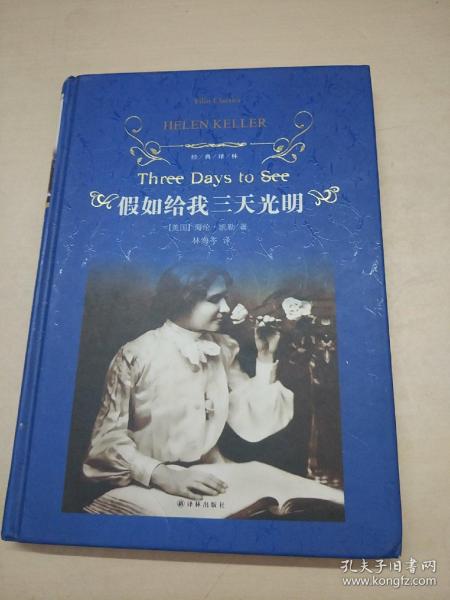 Yilin Classics
HELEN KELLER
经/典/译/林
Three Days to See
假如给我三天光明
[美国]海伦·凯勒/著
林海岑 译
译林出版社
孔夫子旧书网
www.kongfz.com